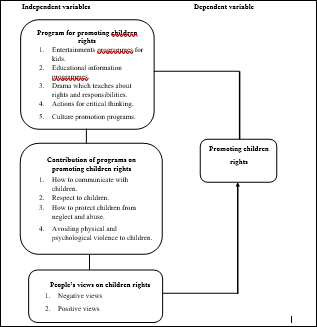 Independent variables
Dependent variable
Program for promoting children
rights
1. Entertainments programmes for
kids.
2. Educational information
programmes.
3. Drama which teaches about
rights and responsibilities.
4. Actions for critical thinking.
5. Culture promotion programs.
Contribution of programs on
promoting children rights
1. How to communicate with
children.
2. Respect to children.
3. How to protect children from
neglect and abuse.
4. Avoiding physical and
psychological violence to children.
Promoting children
rights
People's views on children rights
1. Negative views
2. Positive views